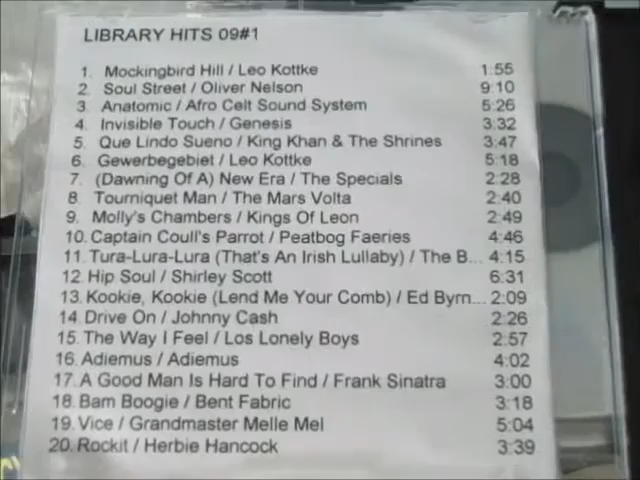 LIBRARY HITS 09#1
1. Mockingbird Hill / Leo Kottke 1:55
2. Soul Street / Oliver Nelson 9:10
3. Anatomic / Afro Celt Sound System 5:26
4. Invisible Touch / Genesis 3:32
5. Que Lindo Sueno / King Khan & The Shrines 3:47
6. Gewerbegebiet / Leo Kottke 5:18
7. (Dawning Of A) New Era / The Specials 2:28
8. Tourniquet Man / The Mars Volta 2:40
9. Molly's Chambers / Kings Of Leon 2:49
10. Captain Coull's Parrot / Peatbog Faeries 4:46
11. Tura-Lura-Lura (That's An Irish Lullaby) / The B... 4:15
12. Hip Soul / Shirley Scott 6:31
13. Kookie, Kookie (Lend Me Your Comb) / Ed Byrn... 2:09
14. Drive On / Johnny Cash 2:26
15. The Way I Feel / Los Lonely Boys 2:57
16. Adiemus / Adiemus 4:02
17. A Good Man Is Hard To Find / Frank Sinatra 3:00
18. Bam Boogie / Bent Fabric 3:18
19. Vice / Grandmaster Melle Mel 5:04
20. Rockit / Herbie Hancock 3:39